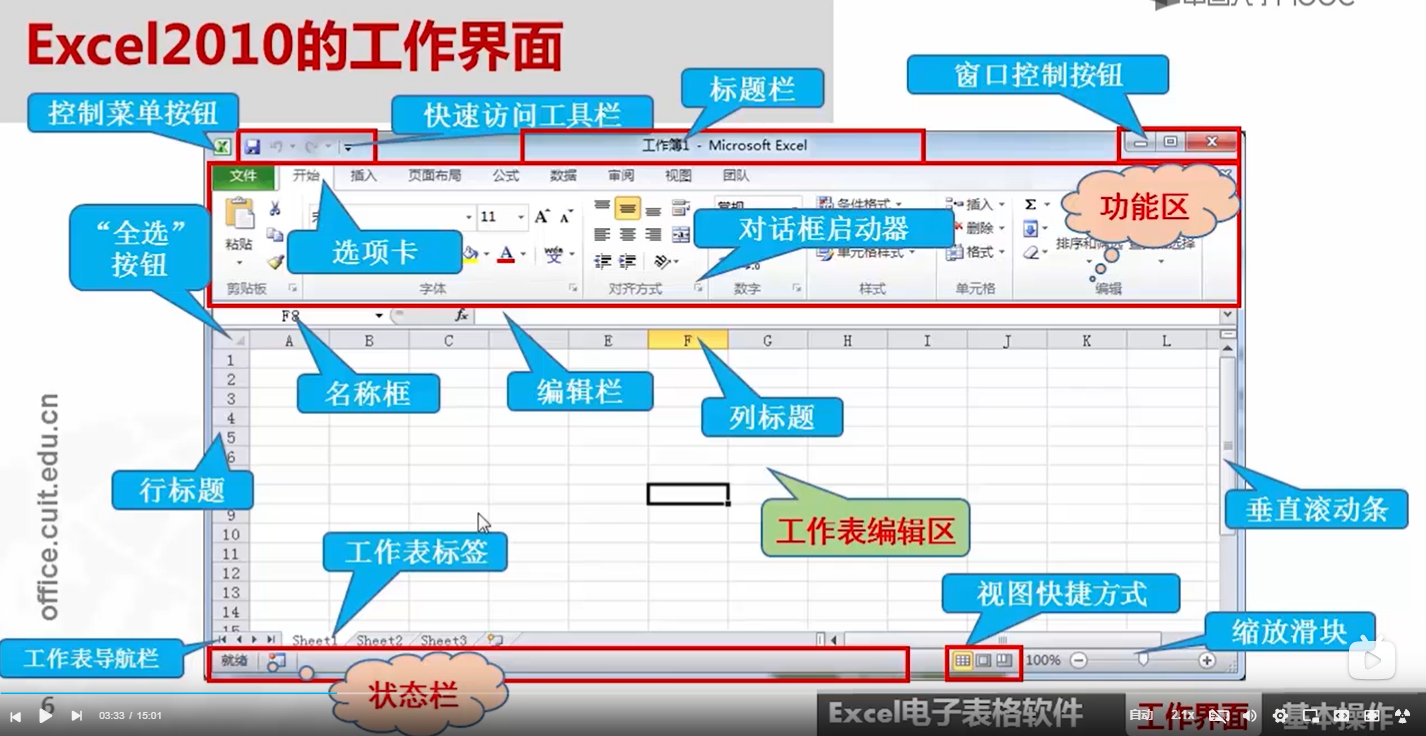 Excel2010的工作界面
控制菜单按钮
快速访问工具栏
标题栏
窗口控制按钮
工作簿1 - Microsoft Excel
文件 开始 插入 页面布局 公式 数据 审阅 视图 团队
功能区
“全选”
按钮
粘贴
11
选项卡
对话框启动器
常规
条件格式
单元格样式
插入
删除
格式
Σ
剪贴板 字体 对齐方式 数字 样式 单元格 编辑
F8
fx
A B C E F G H I J K L
1
2
3
4
5
6
9
10
11
12
13
14
15
名称框
编辑栏
列标题
行标题
工作表编辑区
垂直滚动条
工作表标签
视图快捷方式
缩放滑块
工作表导航栏
Sheet1 Sheet2 Sheet3
就绪
100%
状态栏
office.cuit.edu.cn
6
Excel电子表格软件
工作界面
基本操作
03:33 / 15:01
自动
2.1x